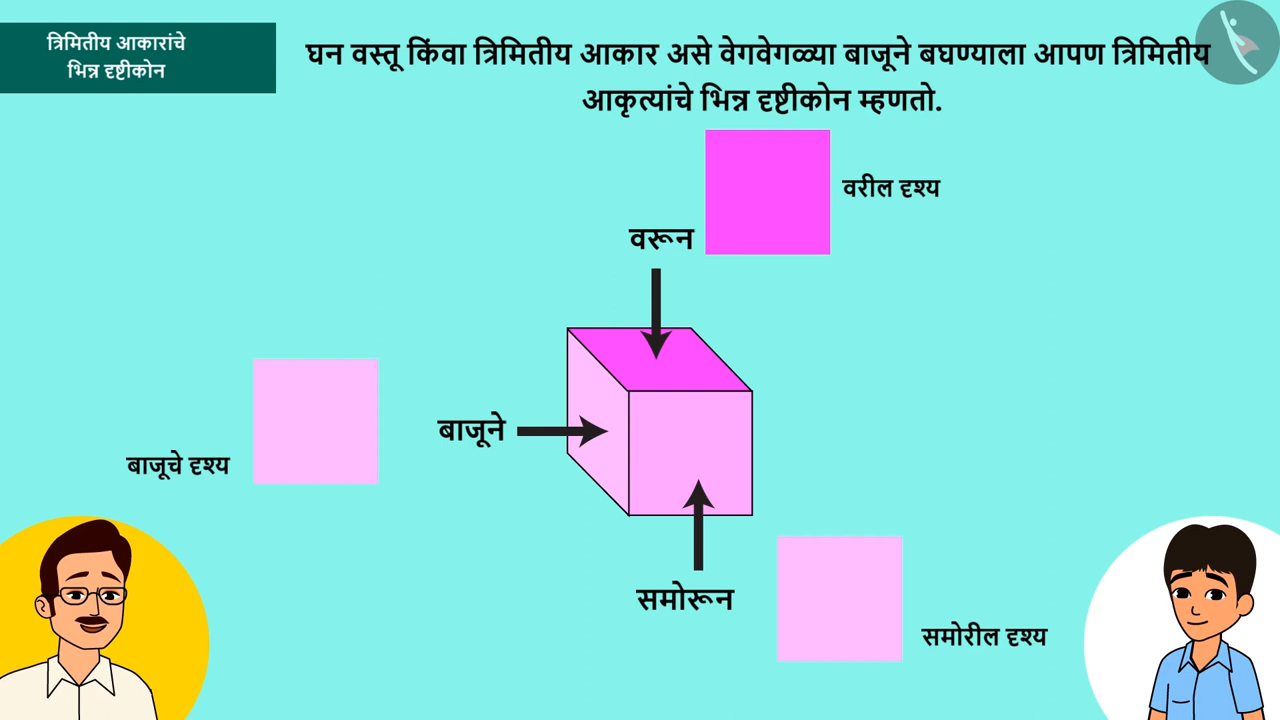 त्रिमितीय आकारांचे
भिन्न दृष्टीकोन
घन वस्तू किंवा त्रिमितीय आकार असे वेगवेगळ्या बाजूने बघण्याला आपण त्रिमितीय
आकृत्यांचे भिन्न दृष्टीकोन म्हणतो.
वरील दृश्य
वरून
बाजूने
बाजूचे दृश्य
समोरून
समोरील दृश्य